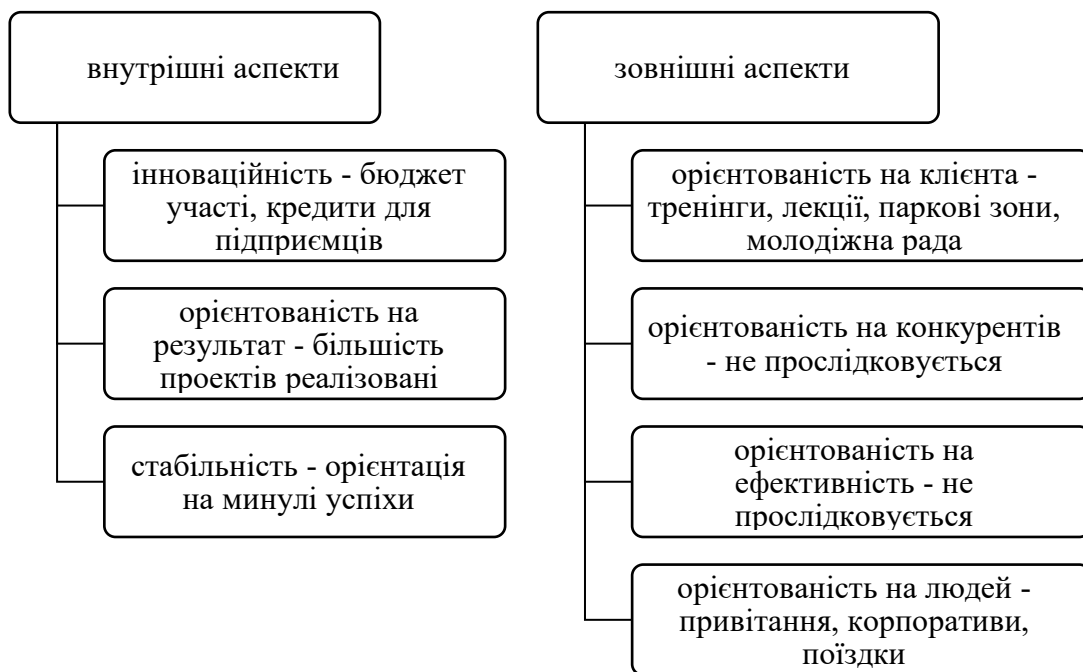 внутрішні аспекти
інноваційність - бюджет
участі, кредити для
підприємців
орієнтованість на
результат - більшість
проектів реалізовані
стабільність - орієнтація
на минулі успіхи
зовнішні аспекти
орієнтованість на клієнта -
тренінги, лекції, паркові зони,
молодіжна рада
орієнтованість на конкурентів
- не прослідковується
орієнтованість на
ефективність - не
прослідковується
орієнтованість на людей -
привітання, корпоративи,
поїздки